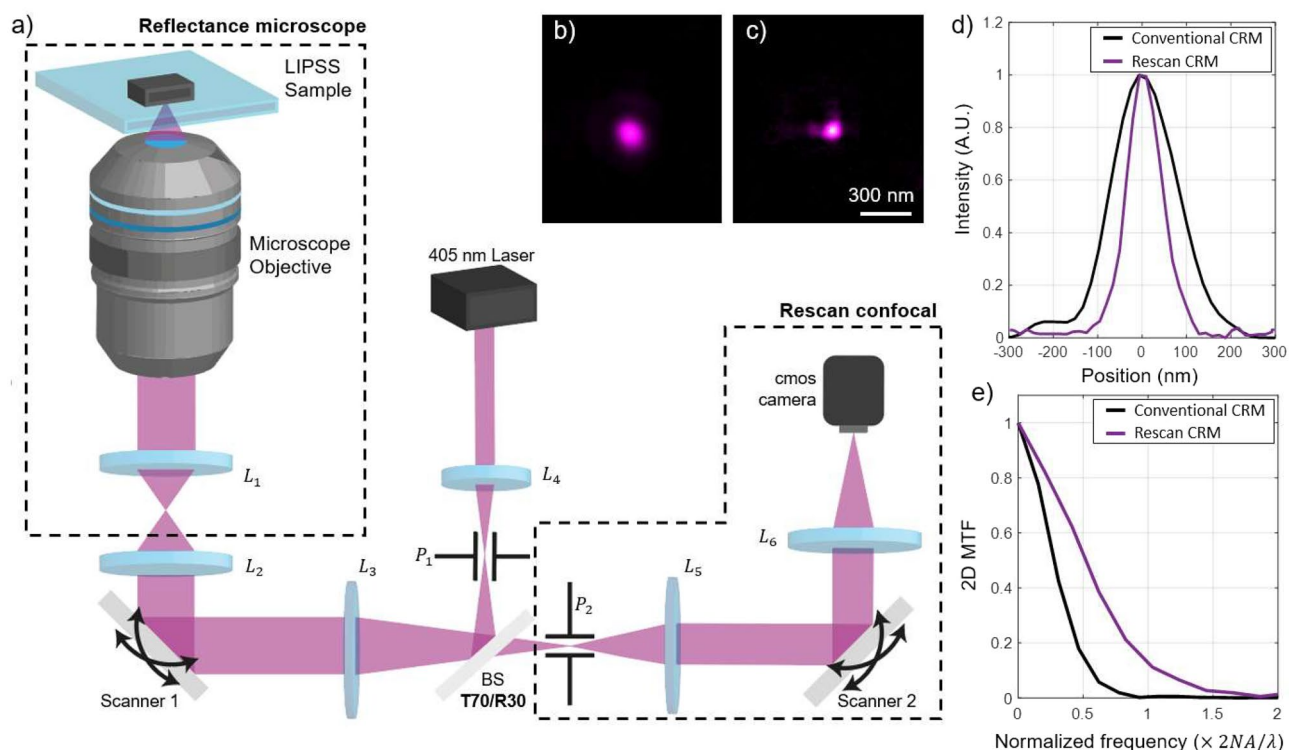 a)
Reflectance microscope
LIPSS
Sample
Microscope
Objective
L₁
L₂
L₃
Scanner 1
405 nm Laser
L₄
P₁
BS
T70/R30
Rescan confocal
cmos
camera
L₆
L₅
P₂
Scanner 2
b)
c)
300 nm
d)
1.2
1
0.8
0.6
0.4
0.2
0
Intensity (A.U.)
Conventional CRM
Rescan CRM
-300 -200 -100 0 100 200 300
Position (nm)
e)
1
0.8
0.6
0.4
0.2
0
2D MTF
Conventional CRM
Rescan CRM
0 0.5 1 1.5 2
Normalized frequency (× 2NA/λ)